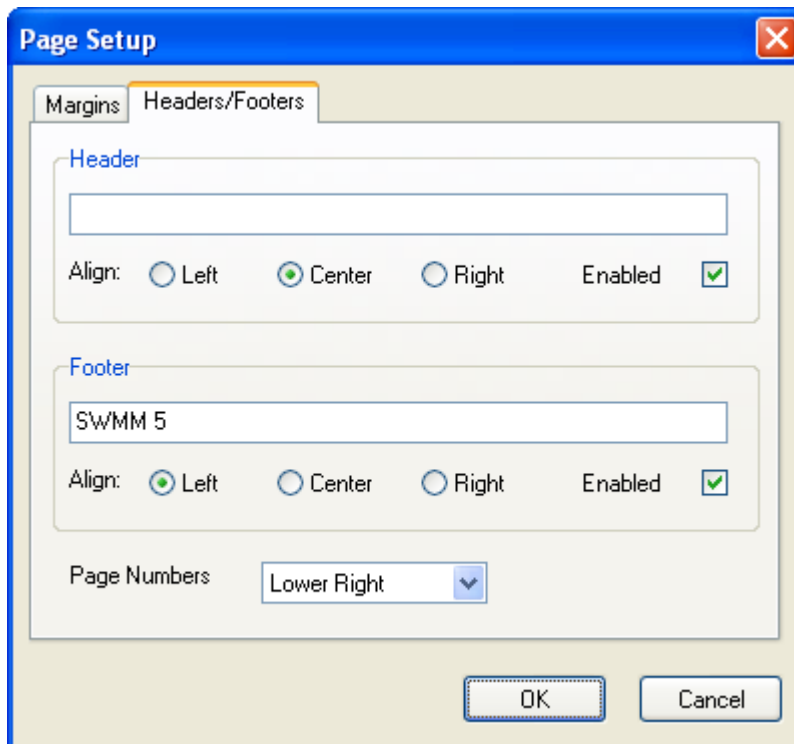 Page Setup
Margins Headers/Footers
Header
Align: Left Center Right Enabled
Footer
SWMM 5
Align: Left Center Right Enabled
Page Numbers Lower Right
OK Cancel